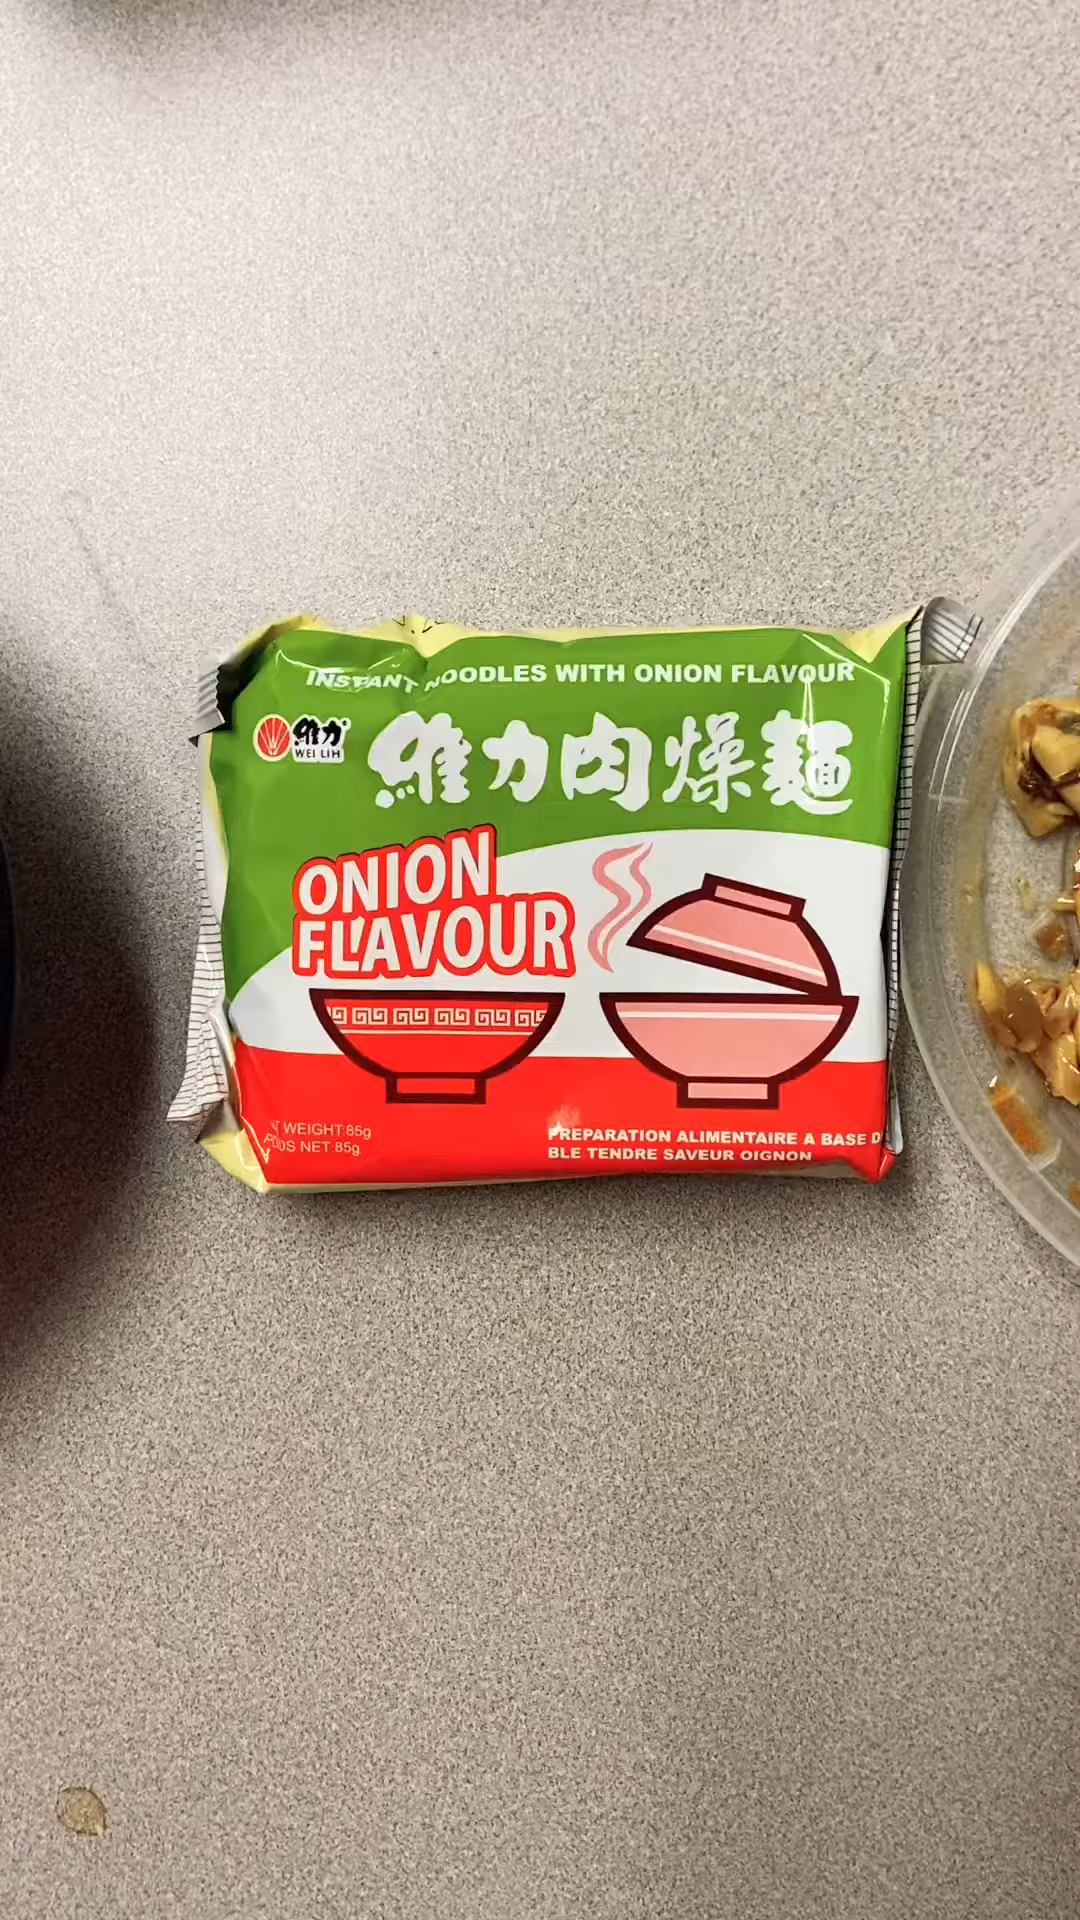 INSTANT NOODLES WITH ONION FLAVOUR
維力
WEI LIH
維力肉燥麵
ONION
FLAVOUR
WEIGHT:85g
POIDS NET:85g
PREPARATION ALIMENTAIRE A BASE D
BLE TENDRE SAVEUR OIGNON